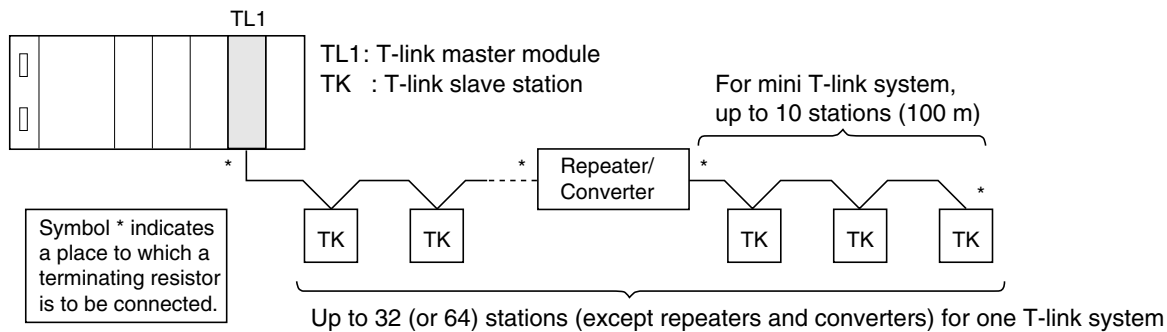 TL1
TL1: T-link master module
TK : T-link slave station
For mini T-link system,
up to 10 stations (100 m)
*
*
Repeater/
Converter
*
*
TK
TK
TK
TK
TK
Symbol * indicates
a place to which a
terminating resistor
is to be connected.
Up to 32 (or 64) stations (except repeaters and converters) for one T-link system